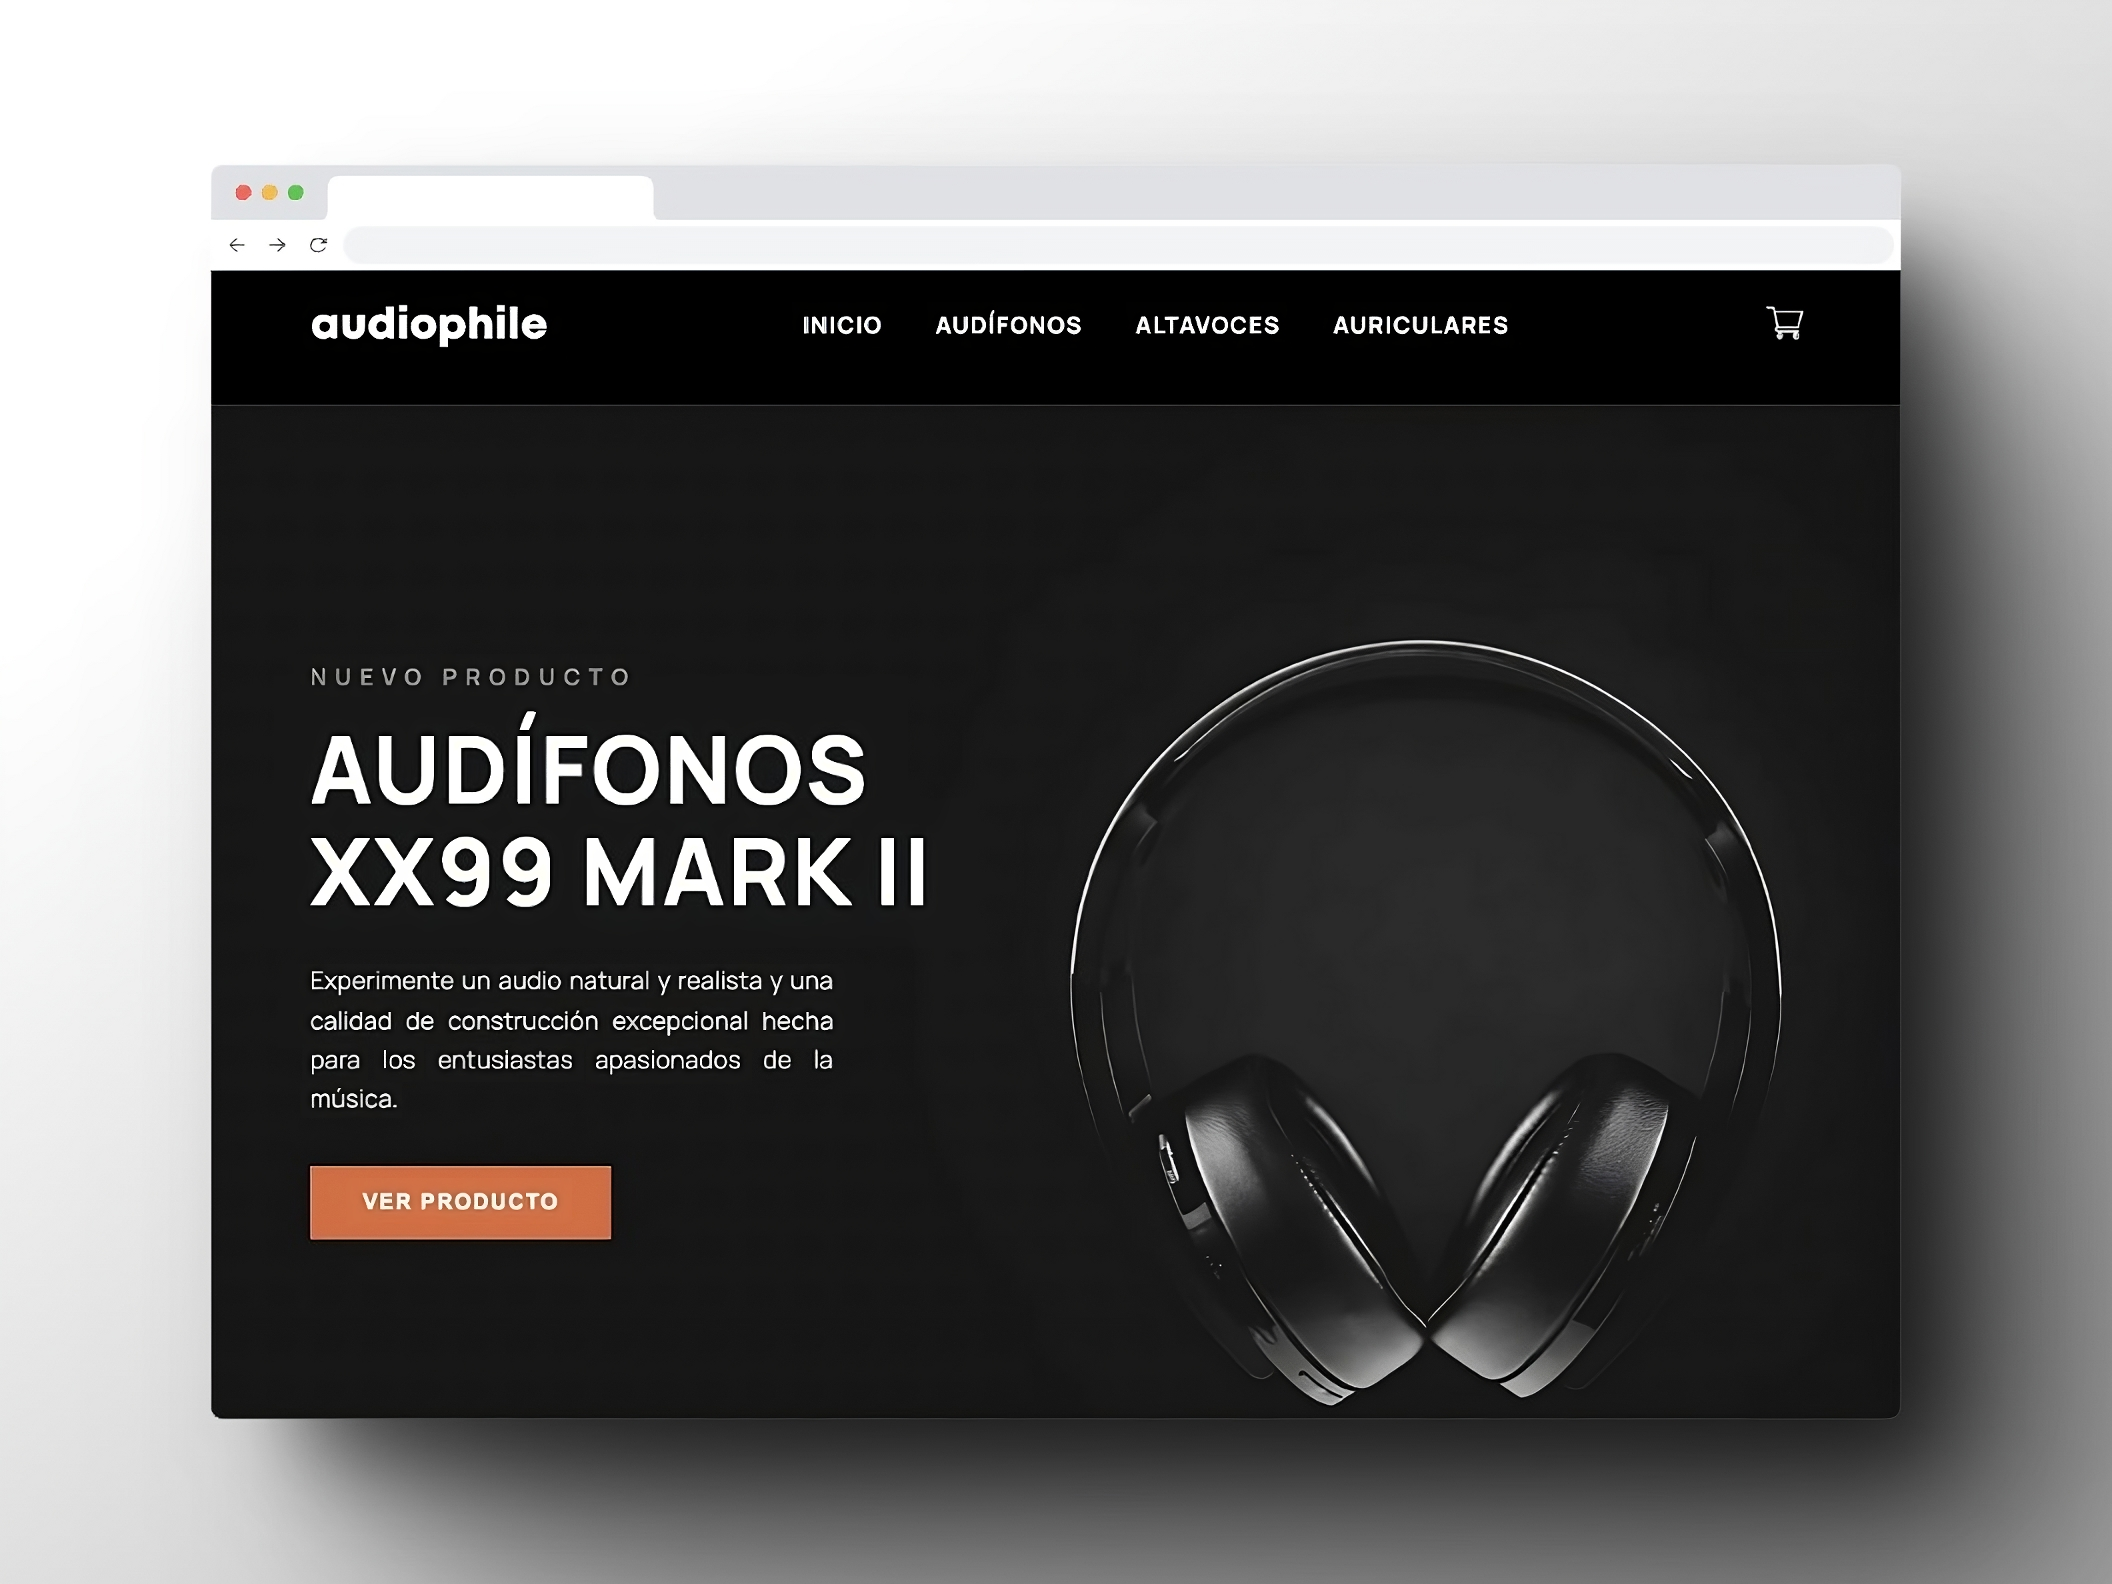 audiophile
INICIO AUDÍFONOS ALTAVOCES AURICULARES
NUEVO PRODUCTO
AUDÍFONOS
XX99 MARK II
Experimente un audio natural y realista y una
calidad de construcción excepcional hecha
para los entusiastas apasionados de la
música.
VER PRODUCTO